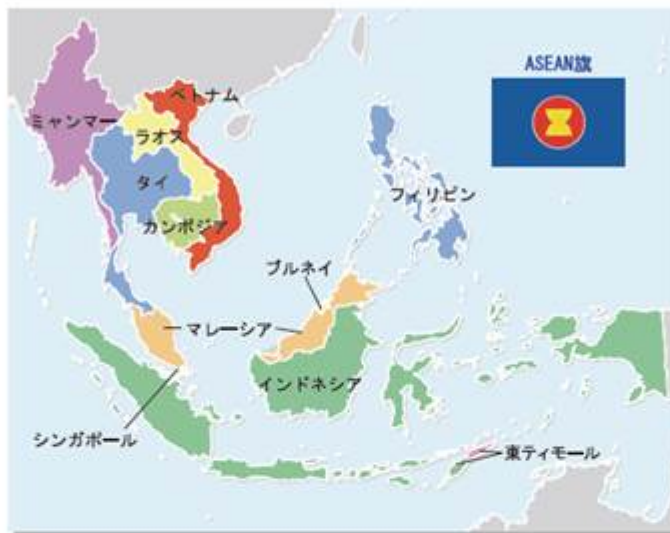 ASEAN旗
ベトナム
ミャンマー
ラオス
タイ
フィリピン
カンボジア
ブルネイ
マレーシア
インドネシア
シンガポール
東ティモール